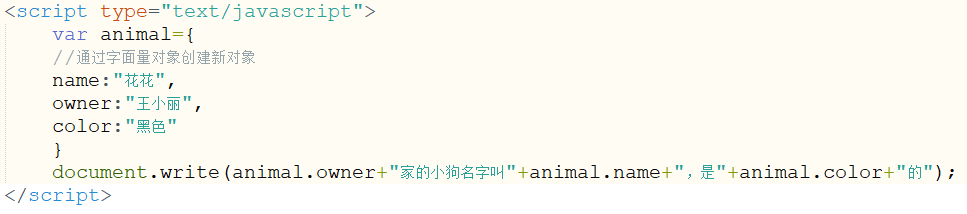 <script type="text/javascript">
    var animal={
    //通过字面量对象创建新对象
    name:"花花",
    owner:"王小丽",
    color:"黑色"
    }
    document.write(animal.owner+"家的小狗名字叫"+animal.name+"，是"+animal.color+"的");
</script>